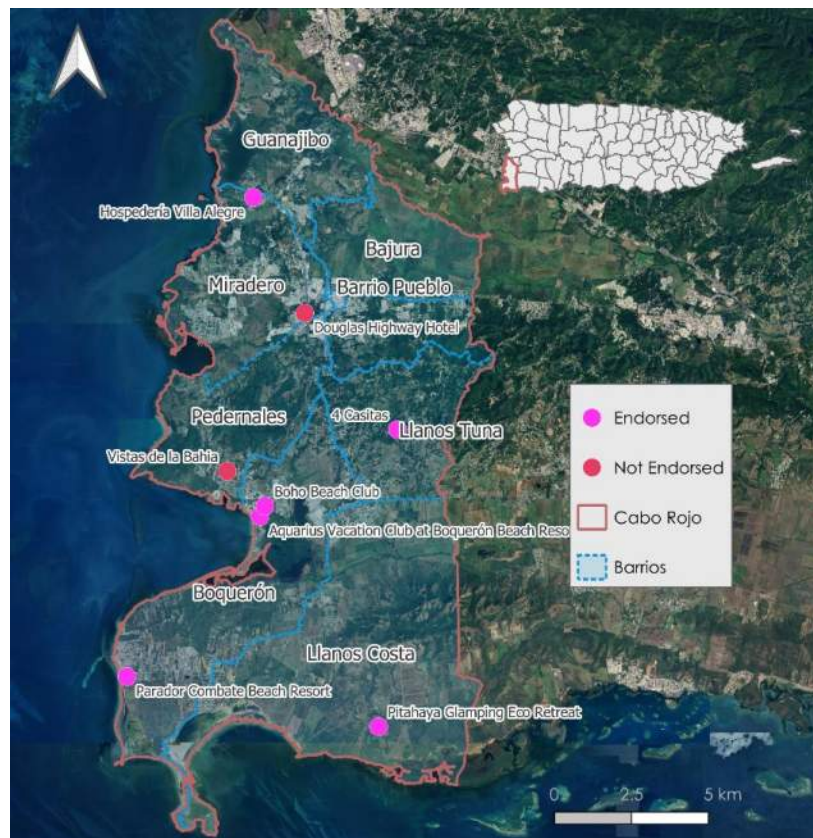 Guanajibo
Hospedería Villa Alegre
Bajura
Miradero
Barrio Pueblo
Douglas Highway Hotel
Pedernales
4 Casitas
Llanos Tuna
Vistas de la Bahia
Boho Beach Club
Aquarius Vacation Club at Boquerón Beach Reso
Boquerón
Llanos Costa
Parador Combate Beach Resort
Pitahaya Glamping Eco Retreat
Endorsed
Not Endorsed
Cabo Rojo
Barrios
0 2.5 5 km